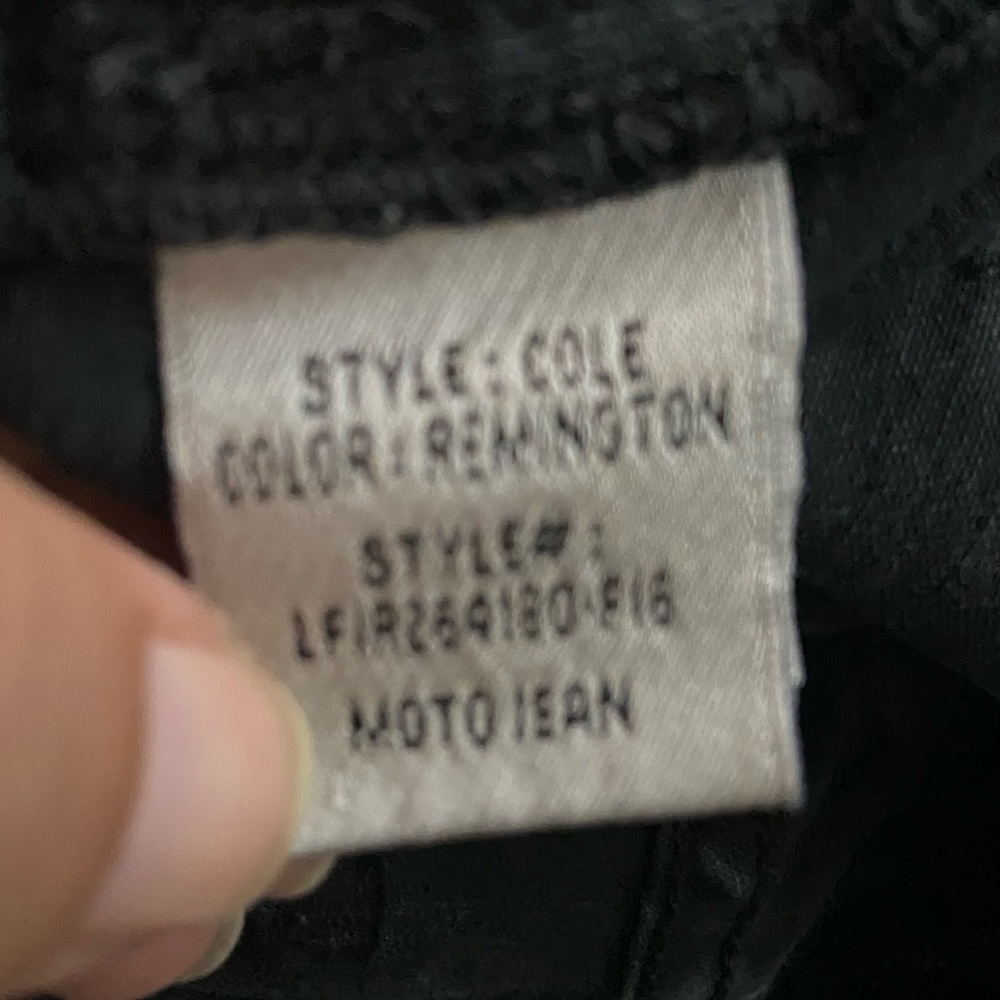 STYLE : COLE
COLOR : REMINGTON
STYLE# :
LFIR269180-F16
MOTO JEAN